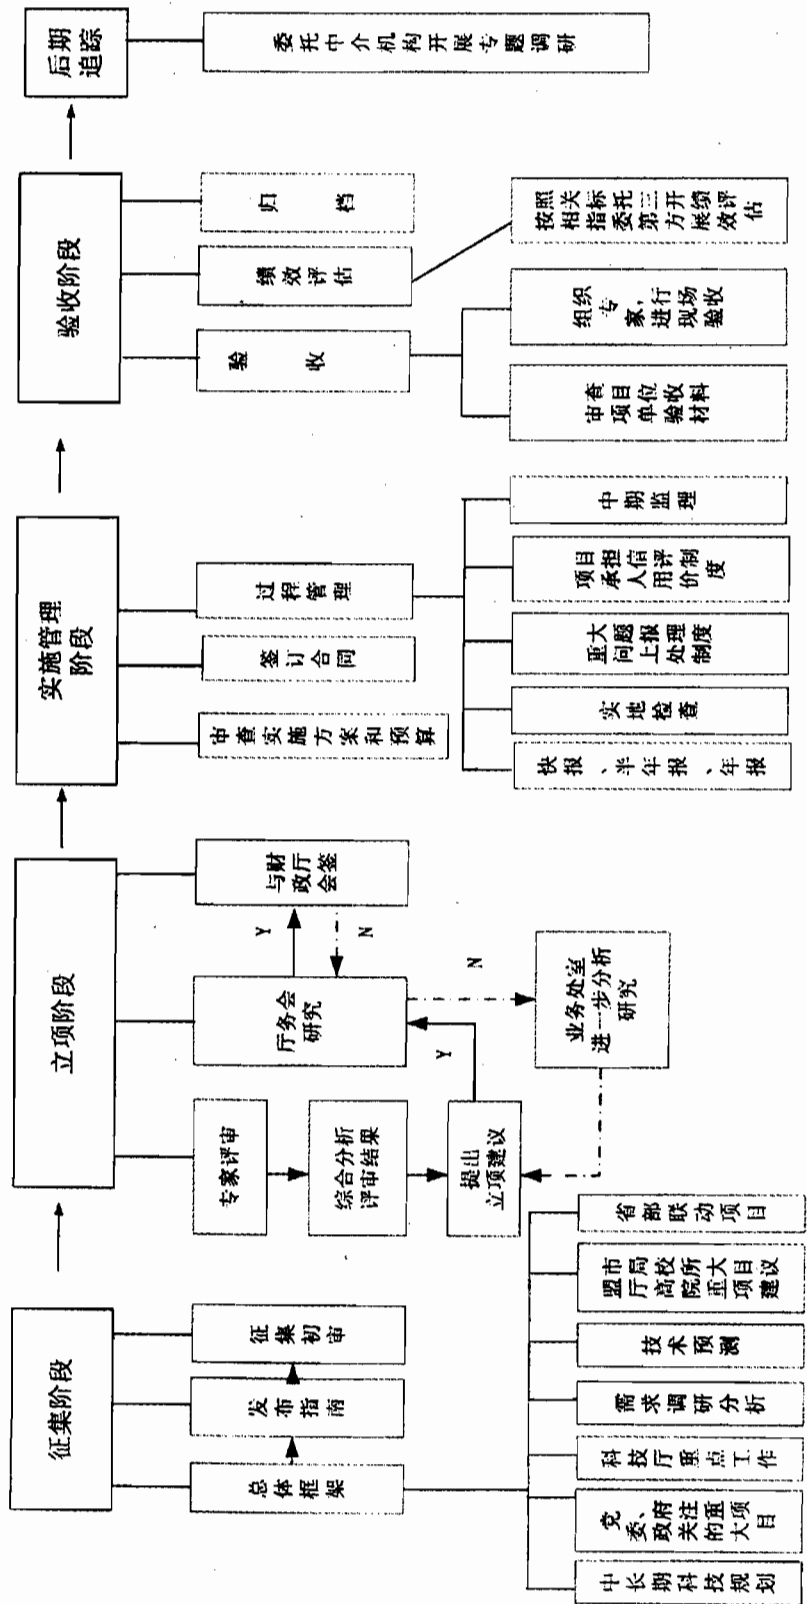 征集阶段
立项阶段
实施管理
阶段
验收阶段
后期
追踪
总体框架
发布指南
征集初审
专家评审
综合分析
评审结果
提出
立项建议
厅务会
研究
Y
N
与财
政厅
会签
Y
N
业务处室
进一步分析
研究
审查实施方案和预算
签订合同
过程管理
验收
绩效评估
归档
委托中介机构开展专题调研
中长期科技规划
党
委、政府
关注
的重
大项
目
科技厅重点工作
需求调研分析
技术预测
盟市
厅局
高校
院所
重大
项目
建议
省部联动项目
快报、半年报、年报
实地检查
重大
问题
上报
处理
制度
项目
承担
人信
用评
价制
度
中期监理
审查
项目
单位
验收
材料
组织
专
家，
进行
现场
验收
按照
相关
指标
委托
第三
方开
展绩
效评
估